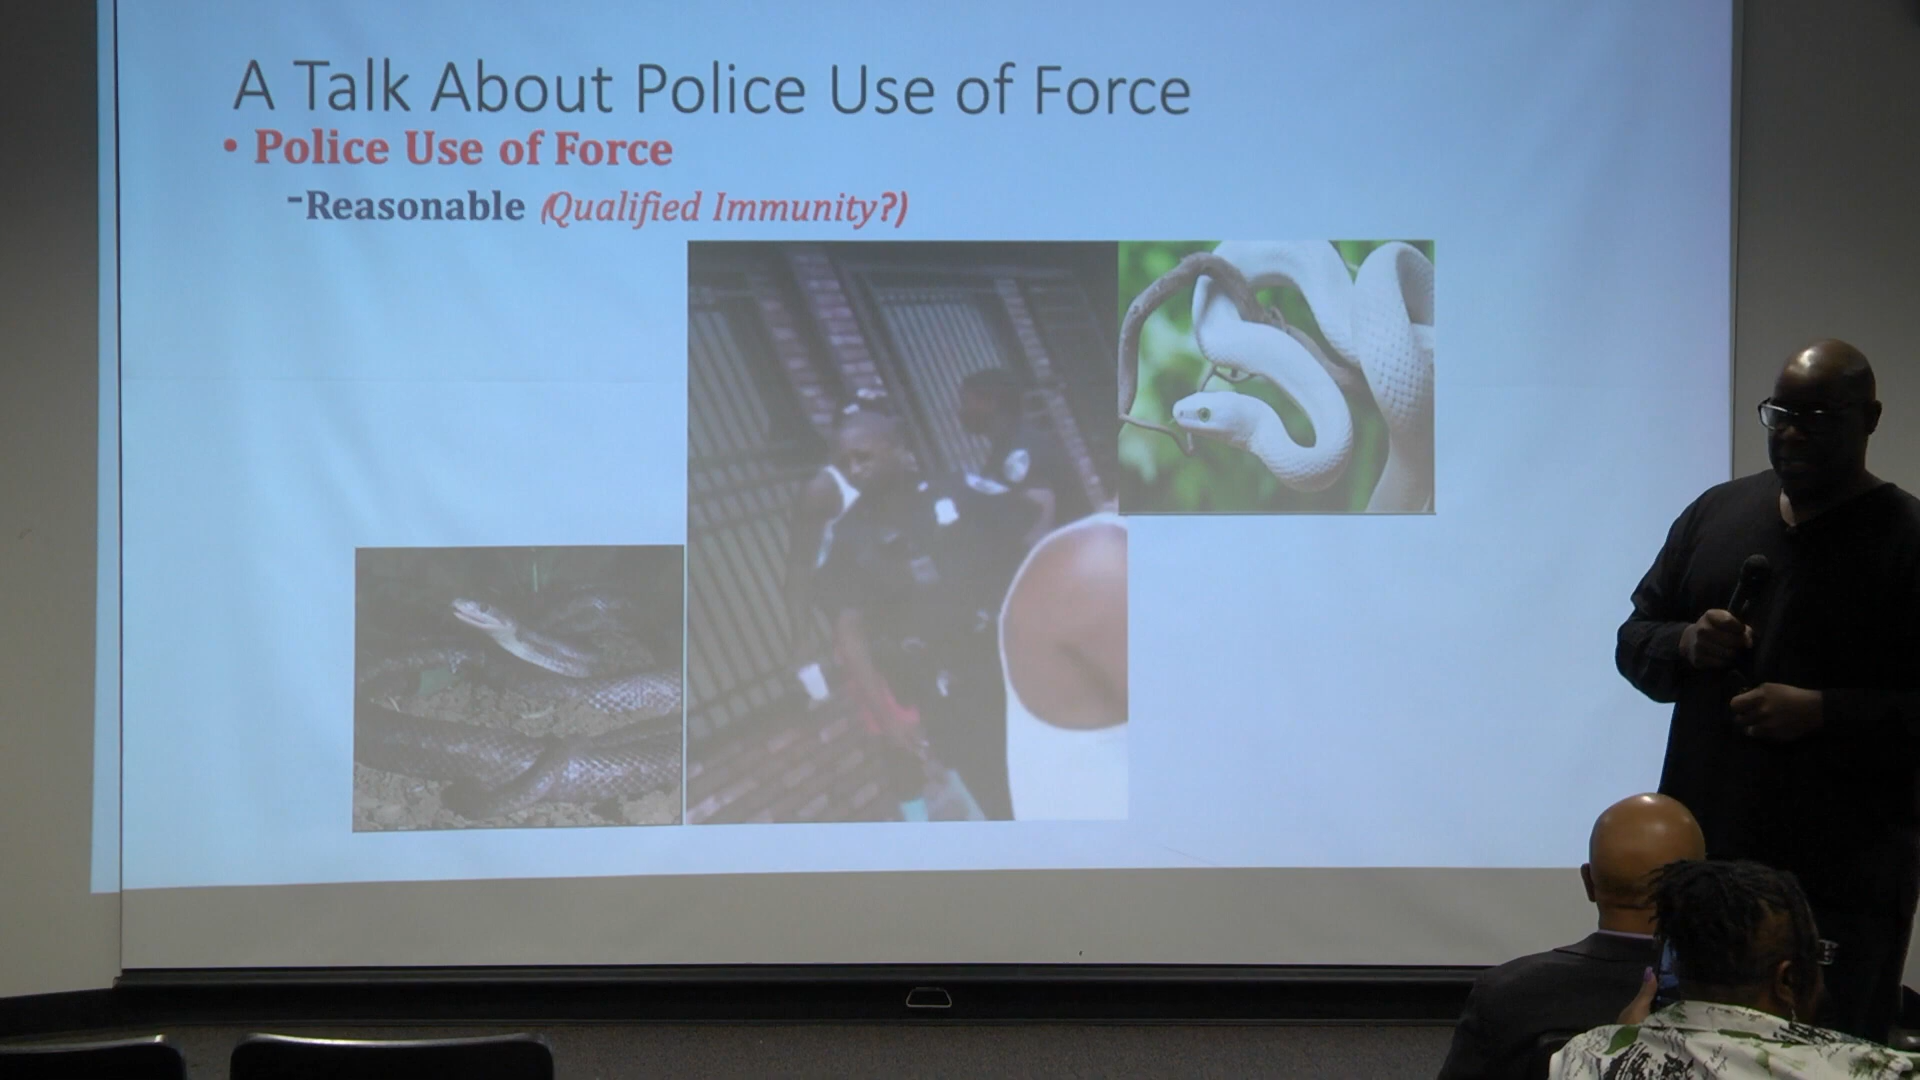 A Talk About Police Use of Force
• Police Use of Force
-Reasonable (Qualified Immunity?)